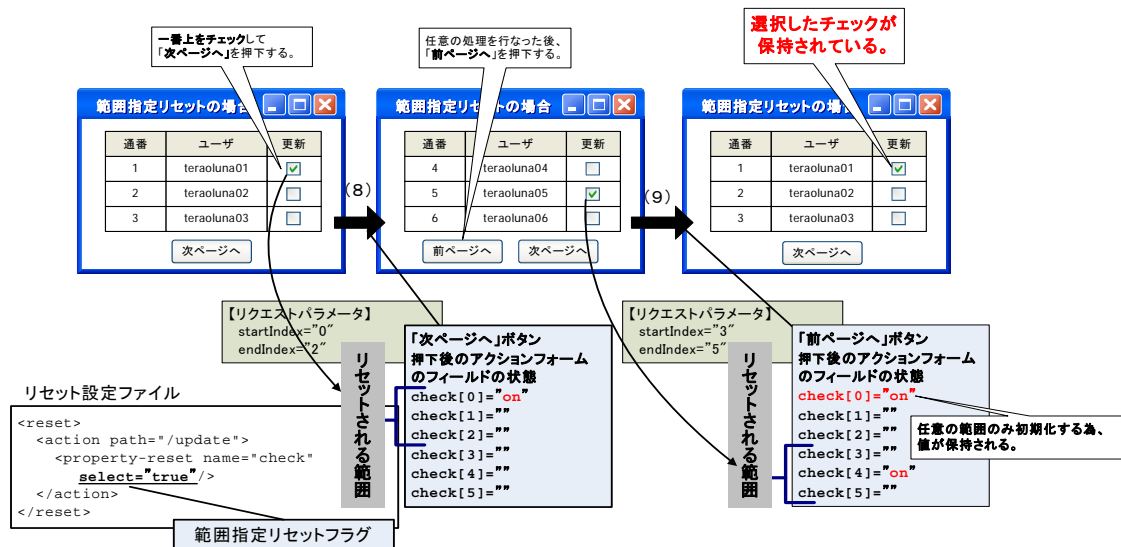 一番上をチェックして
「次ページへ」を押下する。
任意の処理を行なった後、
「前ページへ」を押下する。
選択したチェックが
保持されている。
範囲指定リセットの場合
通番 ユーザ 更新
1 teraoluna01
2 teraoluna02
3 teraoluna03
次ページへ
(8)
範囲指定リセットの場合
通番 ユーザ 更新
4 teraoluna04
5 teraoluna05
6 teraoluna06
前ページへ 次ページへ
(9)
範囲指定リセットの場合
通番 ユーザ 更新
1 teraoluna01
2 teraoluna02
3 teraoluna03
次ページへ
【リクエストパラメータ】
startIndex="0"
endIndex="2"
リセットされる範囲
「次ページへ」ボタン
押下後のアクションフォーム
のフィールドの状態
check[0]="on"
check[1]=""
check[2]=""
check[3]=""
check[4]=""
check[5]=""
【リクエストパラメータ】
startIndex="3"
endIndex="5"
リセットされる範囲
「前ページへ」ボタン
押下後のアクションフォーム
のフィールドの状態
check[0]="on"
check[1]=""
check[2]=""
check[3]=""
check[4]="on"
check[5]=""
任意の範囲のみ初期化する為、
値が保持される。
リセット設定ファイル
<reset>
<action path="/update">
<property-reset name="check"
select="true"/>
</action>
</reset>
範囲指定リセットフラグ